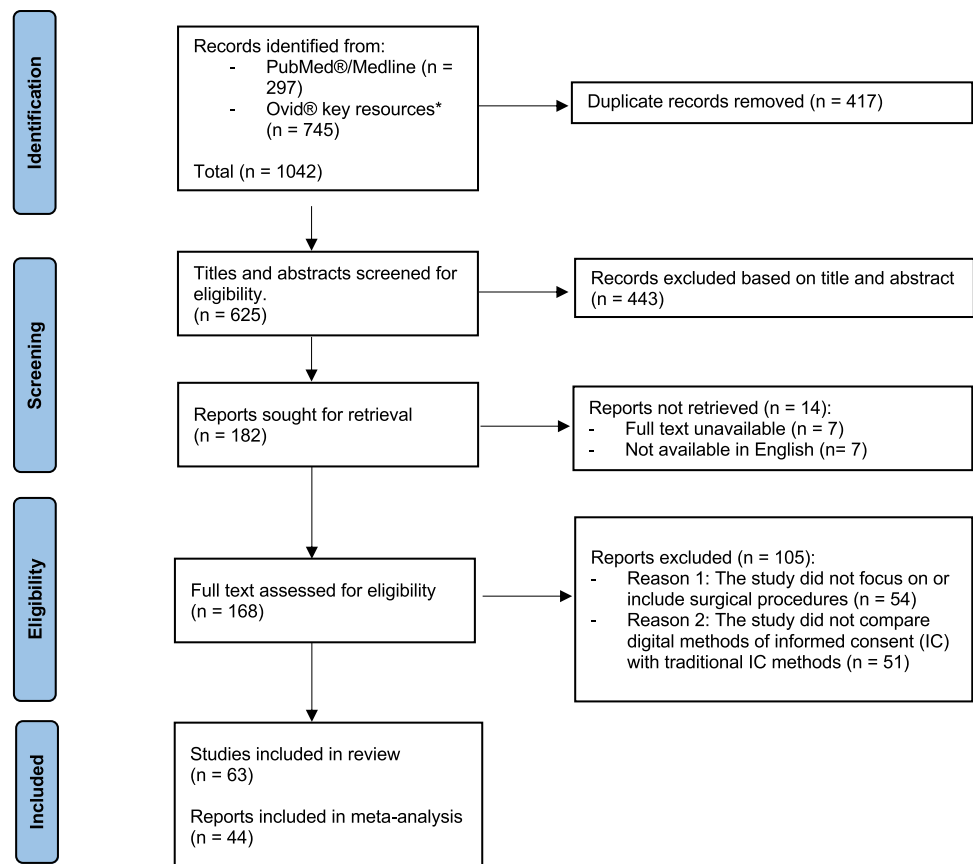 Identification
Records identified from:
- PubMed®/Medline (n =
297)
- Ovid® key resources*
(n = 745)
Total (n = 1042)
Duplicate records removed (n = 417)
Screening
Titles and abstracts screened for
eligibility.
(n = 625)
Records excluded based on title and abstract
(n = 443)
Reports sought for retrieval
(n = 182)
Reports not retrieved (n = 14):
- Full text unavailable (n = 7)
- Not available in English (n= 7)
Eligibility
Full text assessed for eligibility
(n = 168)
Reports excluded (n = 105):
- Reason 1: The study did not focus on or
include surgical procedures (n = 54)
- Reason 2: The study did not compare
digital methods of informed consent (IC)
with traditional IC methods (n = 51)
Included
Studies included in review
(n = 63)
Reports included in meta-analysis
(n = 44)